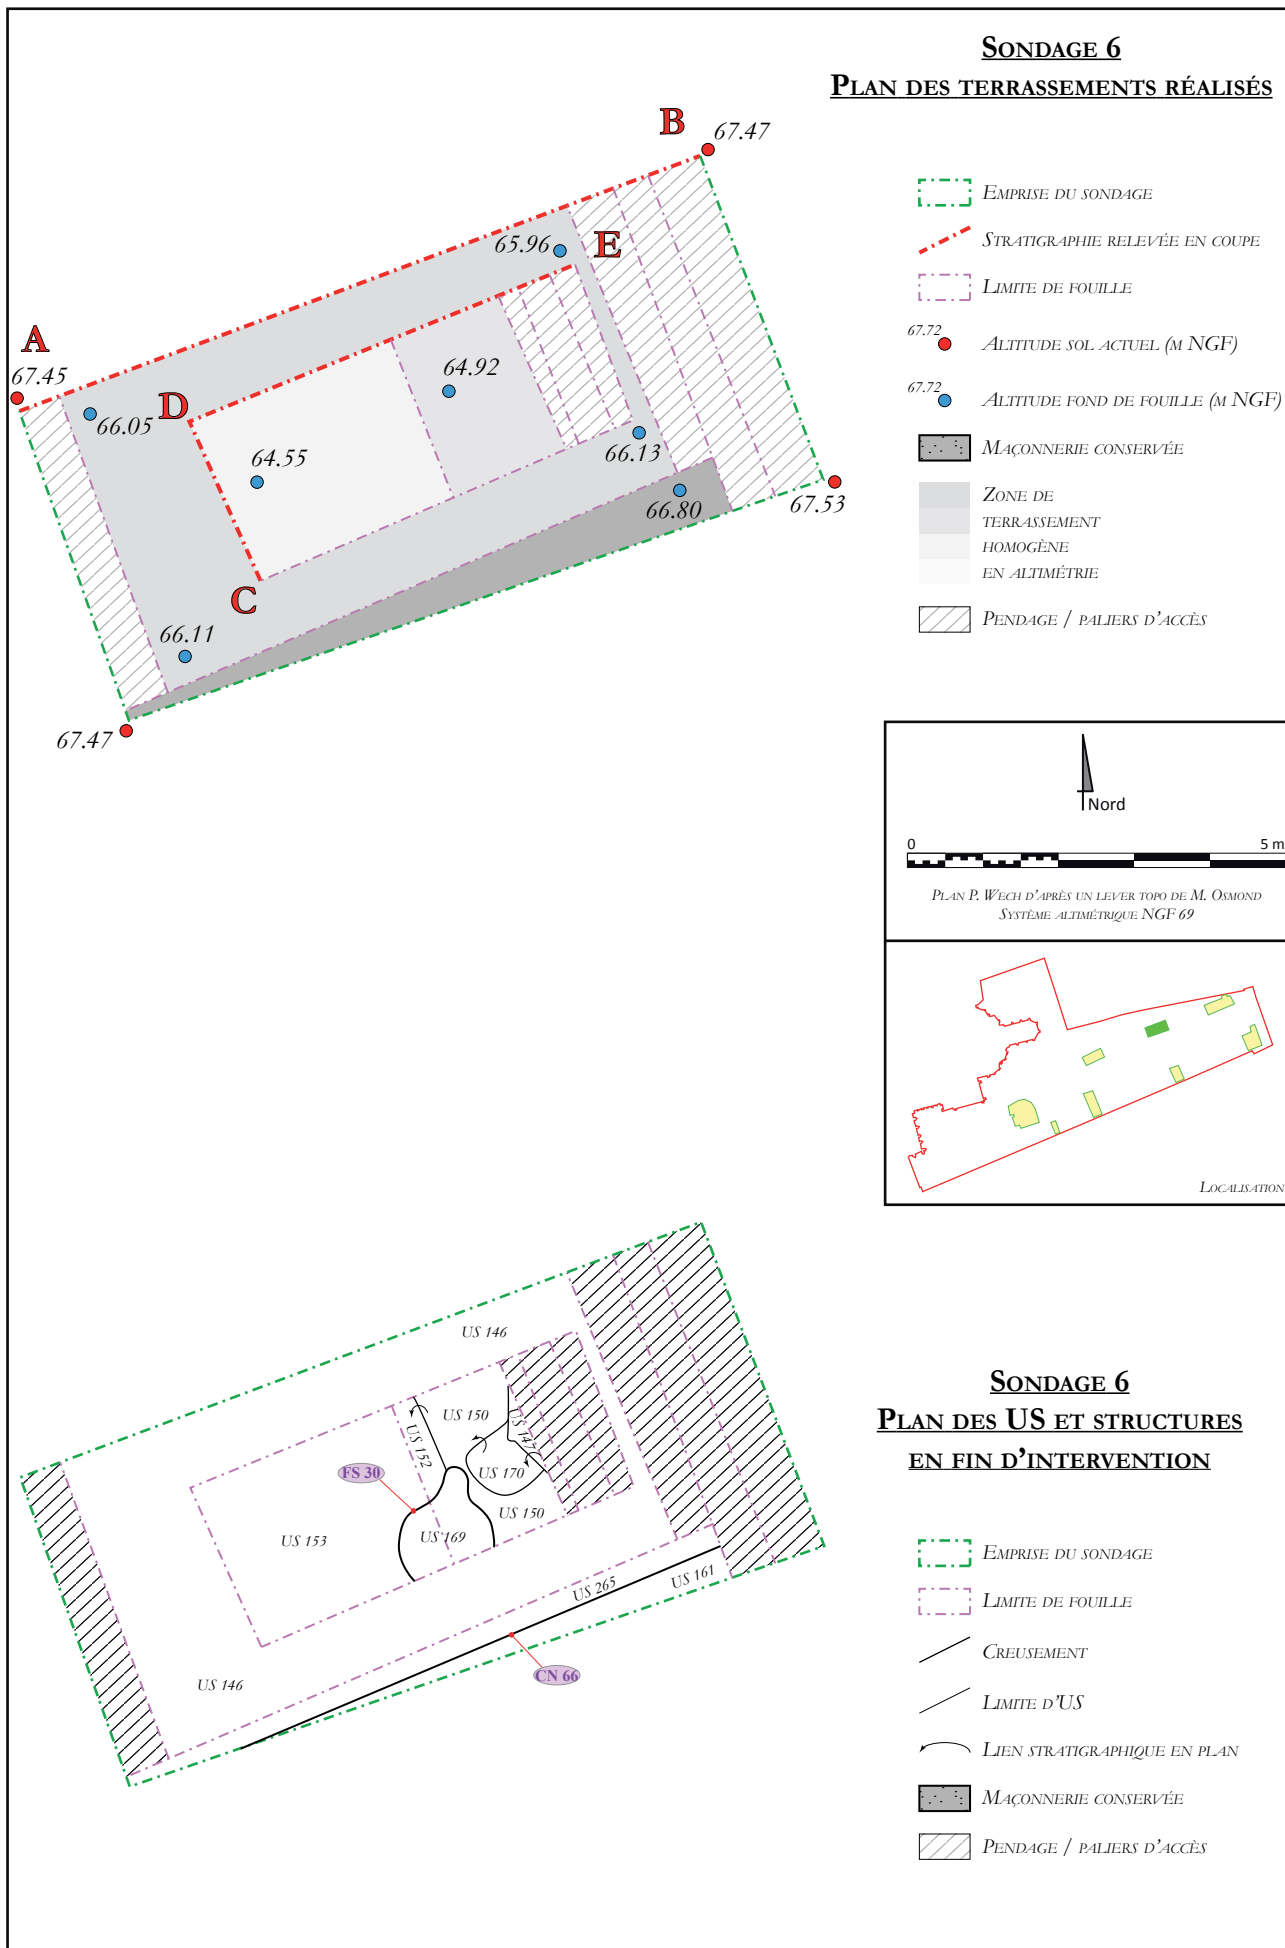 SONDAGE 6
PLAN DES TERRASSEMENTS RÉALISÉS
B
67.47
65.96
E
A
67.45
D
66.05
64.92
64.55
66.13
66.80
67.53
C
66.11
67.47
EMPRISE DU SONDAGE
STRATIGRAPHIE RELEVÉE EN COUPE
LIMITE DE FOUILLE
67.72
ALTITUDE SOL ACTUEL (M NGF)
67.72
ALTITUDE FOND DE FOUILLE (M NGF)
MAÇONNERIE CONSERVÉE
ZONE DE
TERRASSEMENT
HOMOGÈNE
EN ALTIMÉTRIE
PENDAGE / PALIERS D'ACCÈS
Nord
0 5 m
PLAN P. WECH D'APRÈS UN LEVER TOPO DE M. OSMOND
SYSTÈME ALTIMÉTRIQUE NGF 69
LOCALISATION
US 146
US 150
US 147
US 152
FS 30
US 170
US 150
US 153
US 169
US 265
US 161
CN 66
US 146
SONDAGE 6
PLAN DES US ET STRUCTURES
EN FIN D'INTERVENTION
EMPRISE DU SONDAGE
LIMITE DE FOUILLE
CREUSEMENT
LIMITE D'US
LIEN STRATIGRAPHIQUE EN PLAN
MAÇONNERIE CONSERVÉE
PENDAGE / PALIERS D'ACCÈS